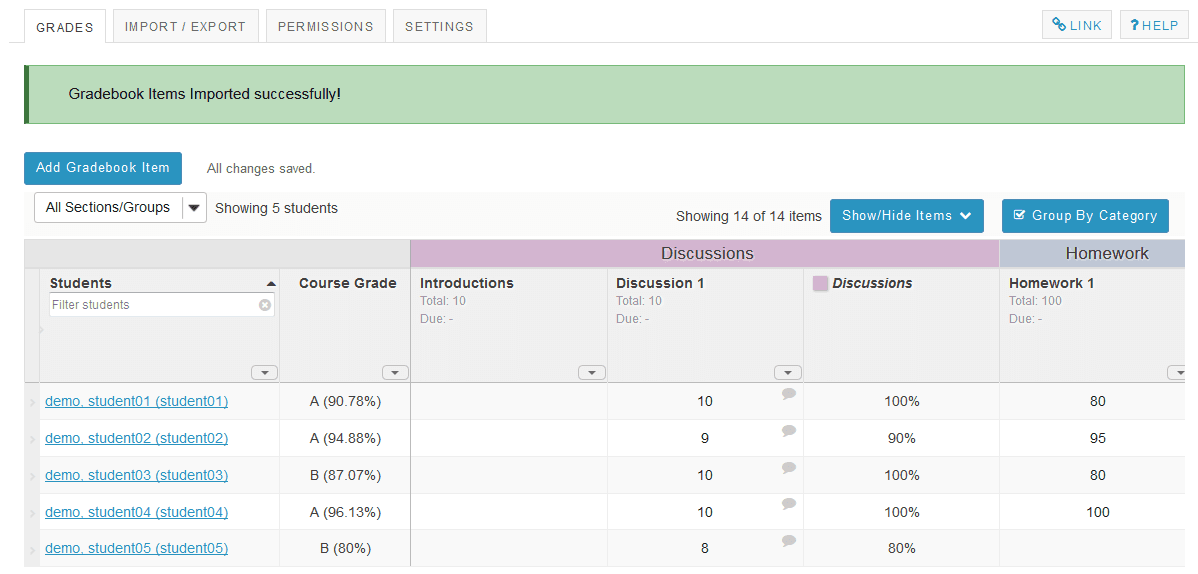 GRADES IMPORT / EXPORT PERMISSIONS SETTINGS LINK ? HELP
Gradebook Items Imported successfully!
Add Gradebook Item All changes saved.
All Sections/Groups Showing 5 students Showing 14 of 14 items Show/Hide Items Group By Category
Discussions Homework
Students Course Grade Introductions Discussion 1 Discussions Homework 1
Filter students Total: 10 Total: 10 Total: 100
Due: - Due: - Due: -
demo, student01 (student01) A (90.78%) 10 100% 80
demo, student02 (student02) A (94.88%) 9 90% 95
demo, student03 (student03) B (87.07%) 10 100% 80
demo, student04 (student04) A (96.13%) 10 100% 100
demo, student05 (student05) B (80%) 8 80%